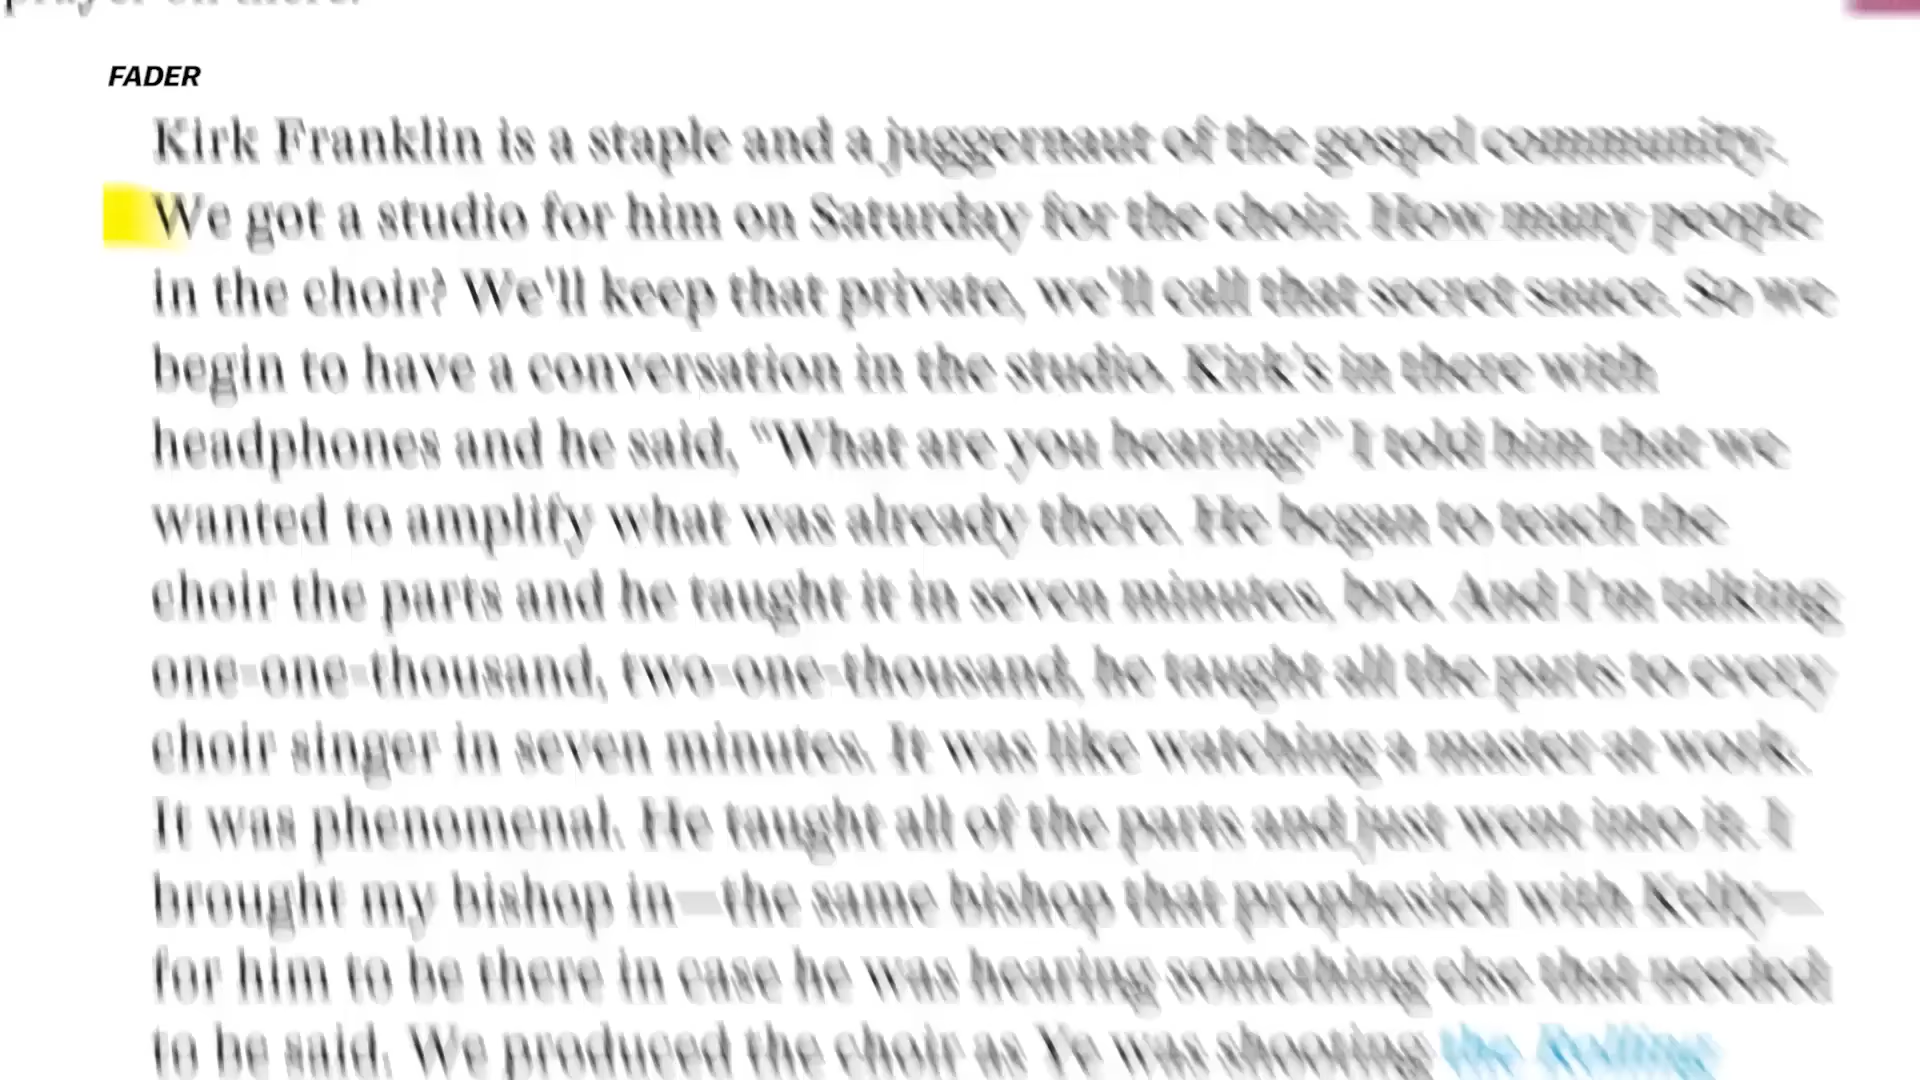 prayer on there.
FADER
Kirk Franklin is a staple and a juggernaut of the gospel community.
We got a studio for him on Saturday for the choir. How many people
in the choir? We'll keep that private, we'll call that secret sauce. So we
begin to have a conversation in the studio. Kirk's in there with
headphones and he said, "What are you hearing?" I told him that we
wanted to amplify what was already there. He began to teach the
choir the parts and he taught it in seven minutes, bro. And I'm talking
one-one-thousand, two-one-thousand, he taught all the parts to every
choir singer in seven minutes. It was like watching a master at work.
It was phenomenal. He taught all of the parts and just went into it. I
brought my bishop in—the same bishop that prophesied with Kelly—
for him to be there in case he was hearing something else that needed
to be said. We produced the choir as Ye was shooting the Rolling